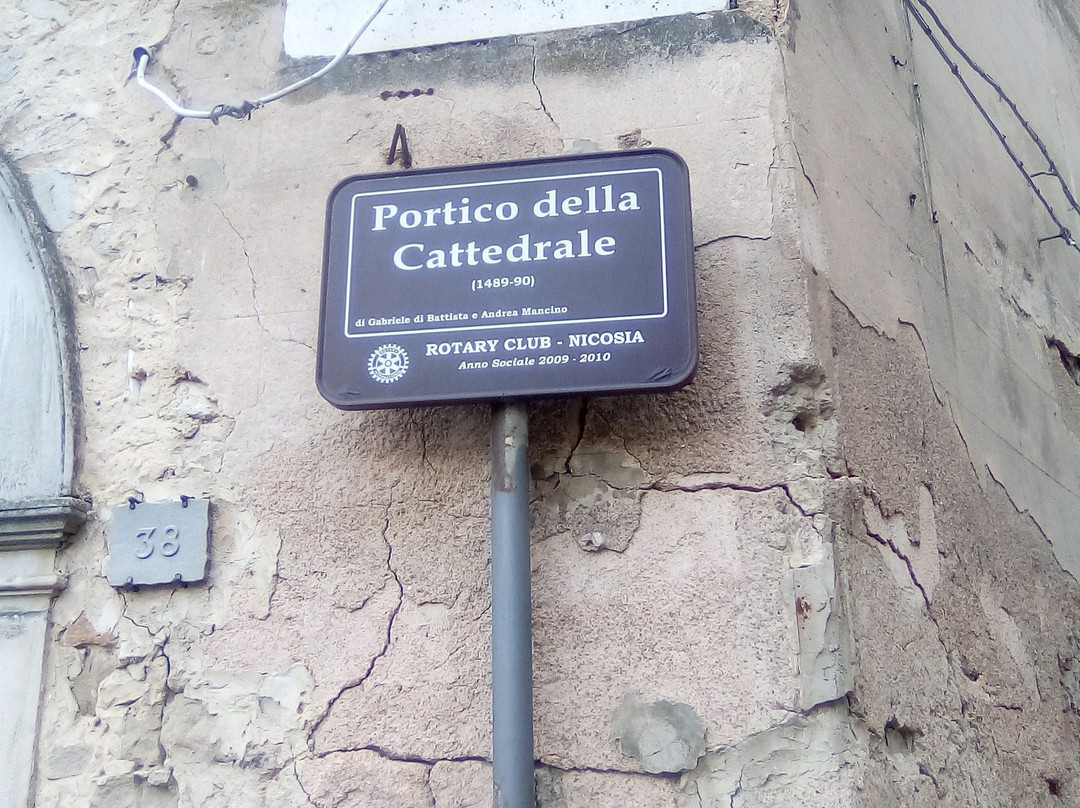 Portico della
Cattedrale
(1489-90)
di Gabriele di Battista e Andrea Mancino
ROTARY CLUB - NICOSIA
Anno Sociale 2009 - 2010
38